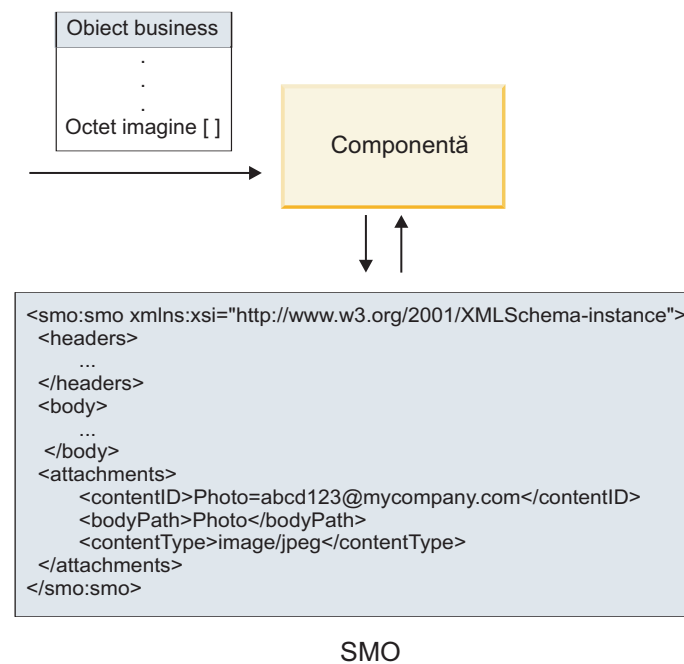 Obiect business
.
.
.
Octet imagine [ ]
Componentă
<smo:smo xmlns:xsi="http://www.w3.org/2001/XMLSchema-instance">
<headers>
...
</headers>
<body>
...
</body>
<attachments>
<contentID>Photo=abcd123@mycompany.com</contentID>
<bodyPath>Photo</bodyPath>
<contentType>image/jpeg</contentType>
</attachments>
</smo:smo>
SMO